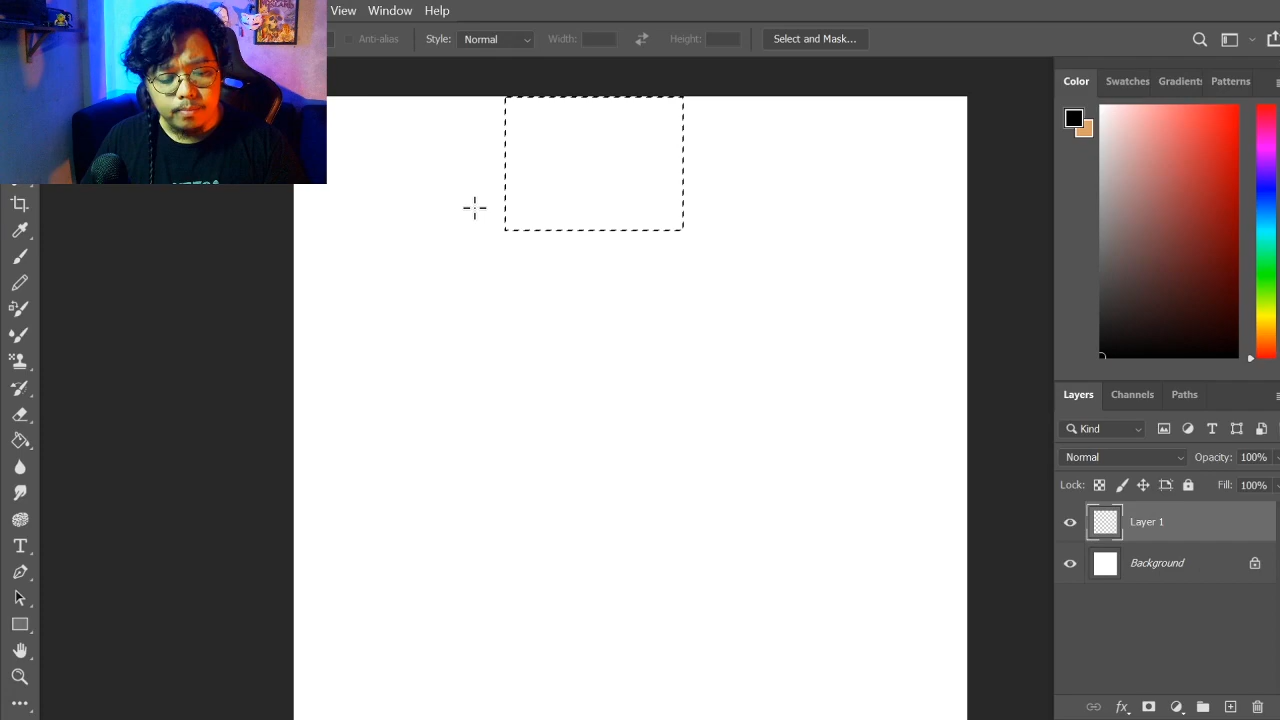 View Window Help
Anti-alias Style: Normal Width: Height: Select and Mask...
Color Swatches Gradient: Patterns
Layers Channels Paths
Kind
Normal Opacity: 100%
Lock: Fill: 100%
Layer 1
Background